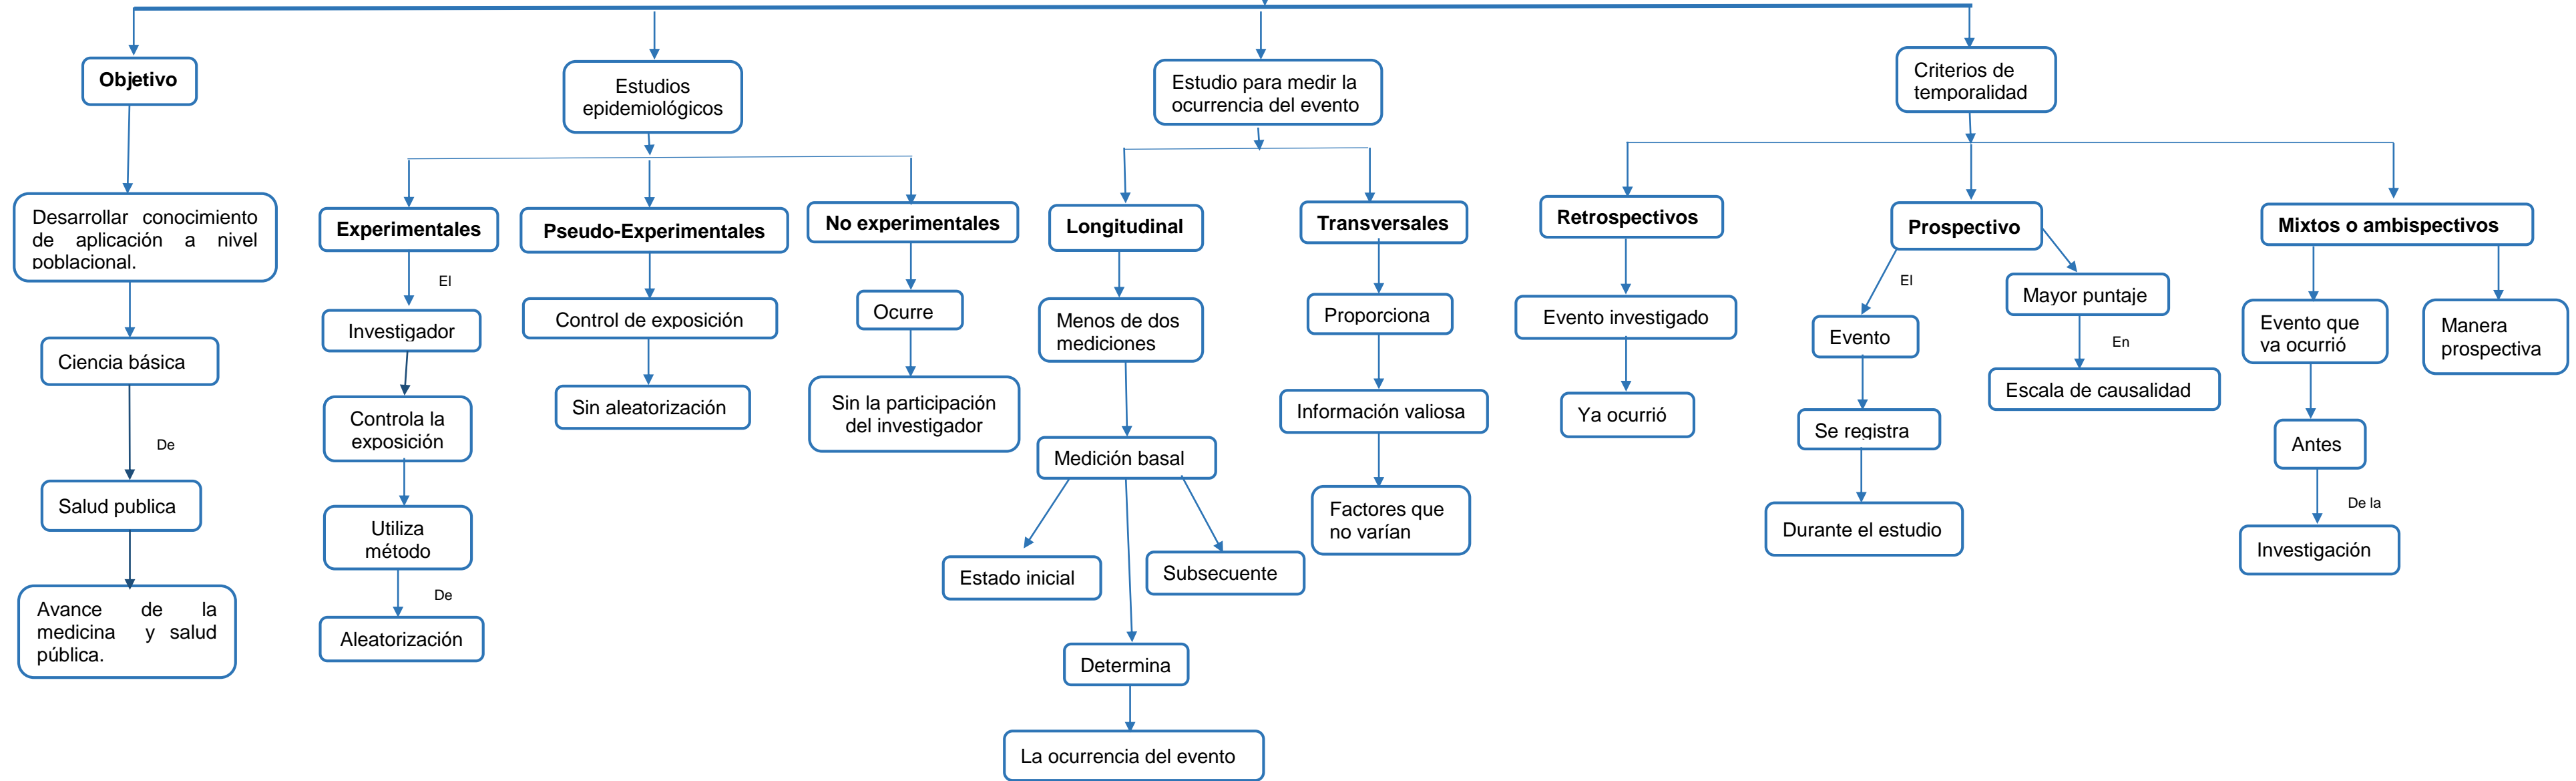 Objetivo
Desarrollar conocimiento
de aplicación a nivel
poblacional.
Ciencia básica
De
Salud publica
Avance de la
medicina y salud
pública.
Estudios
epidemiológicos
Experimentales
El
Investigador
Controla la
exposición
Utiliza
método
De
Aleatorización
Pseudo-Experimentales
Control de exposición
Sin aleatorización
No experimentales
Ocurre
Sin la participación
del investigador
Estudio para medir la
ocurrencia del evento
Longitudinal
Menos de dos
mediciones
Medición basal
Estado inicial
Subsecuente
Determina
La ocurrencia del evento
Transversales
Proporciona
Información valiosa
Factores que
no varían
Criterios de
temporalidad
Retrospectivos
Evento investigado
Ya ocurrió
Prospectivo
El
Evento
Se registra
Durante el estudio
Mayor puntaje
En
Escala de causalidad
Mixtos o ambispectivos
Evento que
va ocurrió
Antes
De la
Investigación
Manera
prospectiva